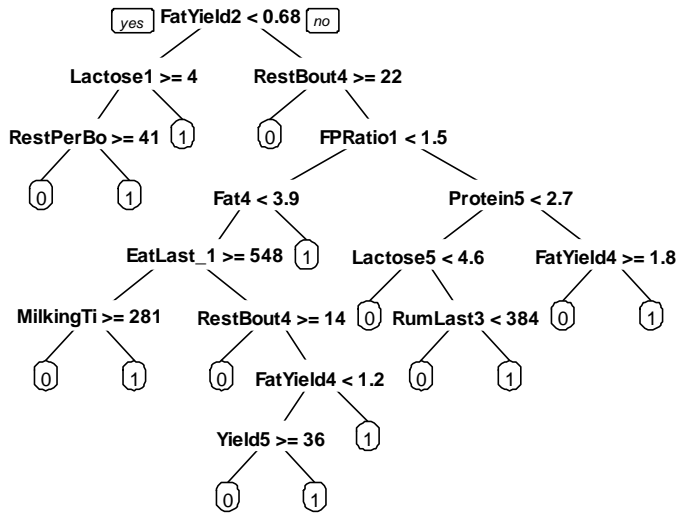 yes FatYield2 < 0.68 no
Lactose1 >= 4 RestBout4 >= 22
RestPerBo >= 41 1 0 FPRatio1 < 1.5
0 1 Fat4 < 3.9 Protein5 < 2.7
EatLast_1 >= 548 1 Lactose5 < 4.6 FatYield4 >= 1.8
MilkingTi >= 281 RestBout4 >= 14 0 RumLast3 < 384 0 1
0 1 0 FatYield4 < 1.2 0 1
Yield5 >= 36 1
0 1